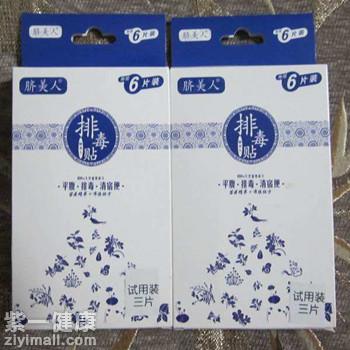 脐美人®
6片装
排毒贴
平腹·排毒·清宿便
试用装
三片
脐美人®
6片装
排毒贴
平腹·排毒·清宿便
试用装
三片
紫一健康
ziyimall.com